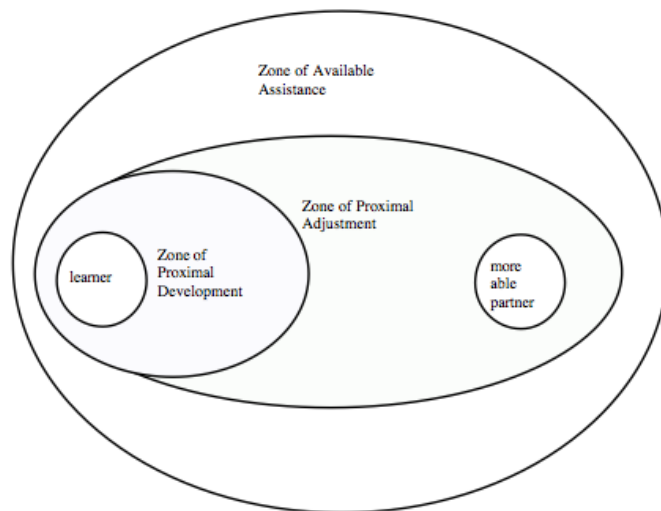 Zone of Available
Assistance
Zone of Proximal
Adjustment
Zone of
Proximal
Development
learner
more
able
partner